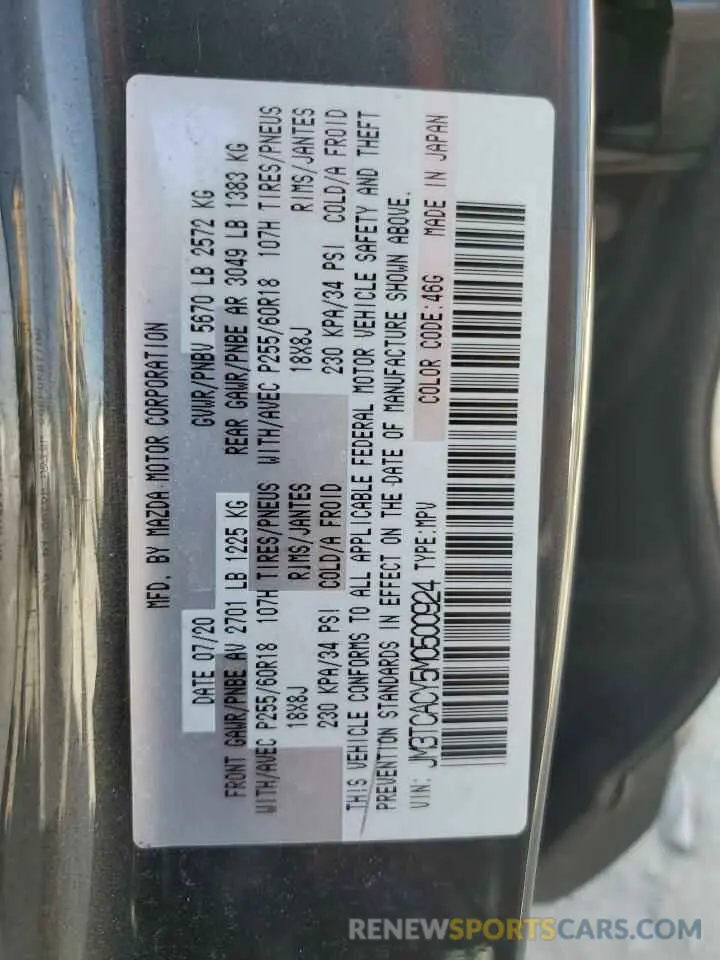 MFD. BY MAZDA MOTOR CORPORATION
DATE 07/20 GVWR/PNBV 5670 LB 2572 KG
FRONT GAWR/PNBE AV 2701 LB 1225 KG REAR GAWR/PNBE AR 3049 LB 1383 KG
WITH/AVEC P255/60R18 107H TIRES/PNEUS WITH/AVEC P255/60R18 107H TIRES/PNEUS
18X8J RIMS/JANTES 18X8J RIMS/JANTES
230 KPA/34 PSI COLD/A FROID 230 KPA/34 PSI COLD/A FROID
THIS VEHICLE CONFORMS TO ALL APPLICABLE FEDERAL MOTOR VEHICLE SAFETY AND THEFT
PREVENTION STANDARDS IN EFFECT ON THE DATE OF MANUFACTURE SHOWN ABOVE.
VIN: JM3TCACY5M0500924 TYPE:MPV COLOR CODE:46G MADE IN JAPAN
RENEWSPORTSCARS.COM